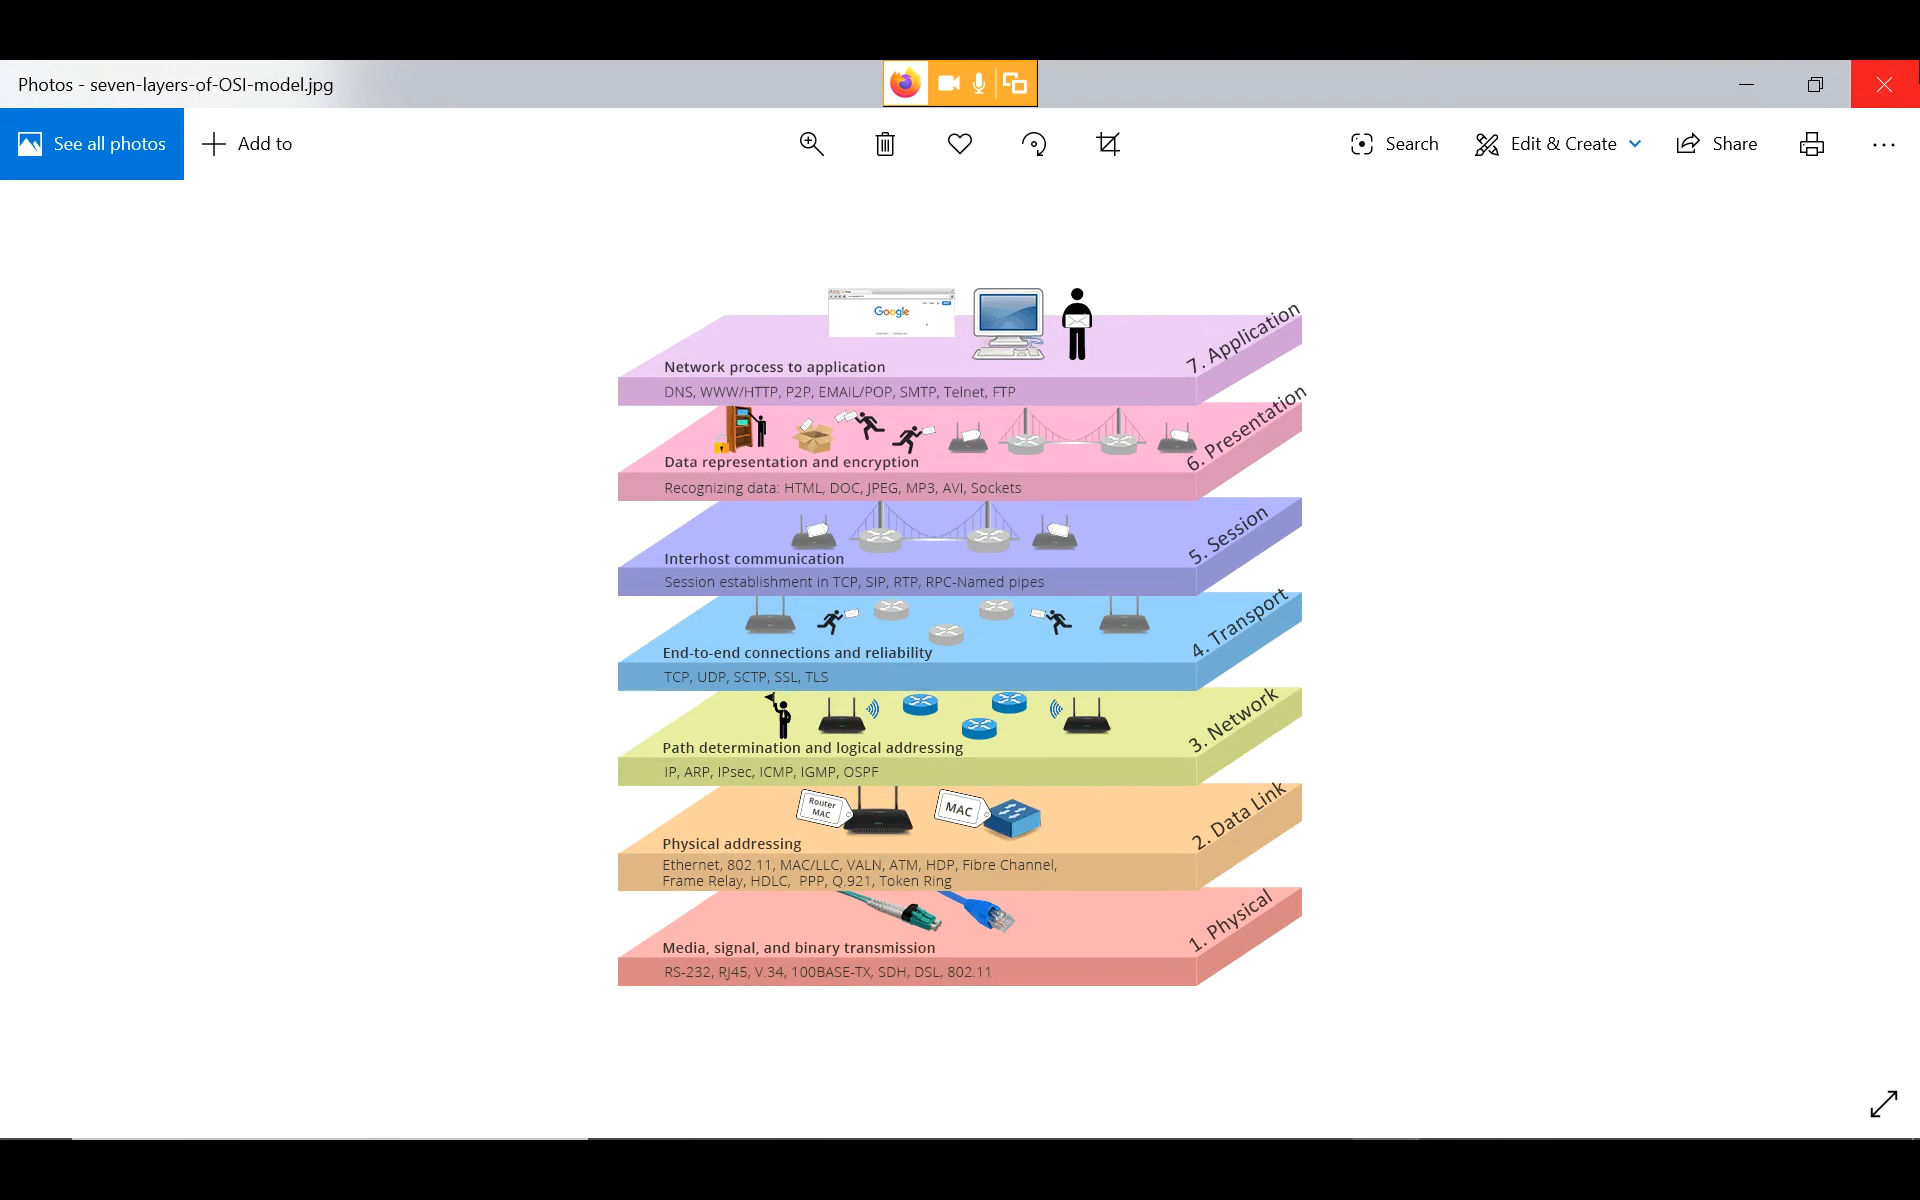 Photos - seven-layers-of-OSI-model.jpg
See all photos
Add to
Search
Edit & Create
Share
Google
7. Application
Network process to application
DNS, WWW/HTTP, P2P, EMAIL/POP, SMTP, Telnet, FTP
6. Presentation
Data representation and encryption
Recognizing data: HTML, DOC, JPEG, MP3, AVI, Sockets
5. Session
Interhost communication
Session establishment in TCP, SIP, RTP, RPC-Named pipes
4. Transport
End-to-end connections and reliability
TCP, UDP, SCTP, SSL, TLS
3. Network
Path determination and logical addressing
IP, ARP, IPsec, ICMP, IGMP, OSPF
Router
MAC
MAC
2. Data Link
Physical addressing
Ethernet, 802.11, MAC/LLC, VALN, ATM, HDP, Fibre Channel,
Frame Relay, HDLC, PPP, Q.921, Token Ring
1. Physical
Media, signal, and binary transmission
RS-232, RJ45, V.34, 100BASE-TX, SDH, DSL, 802.11